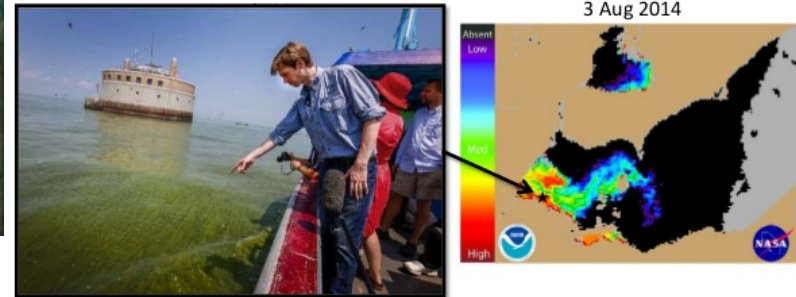 3 Aug 2014
Absent
Low
Med
High
NOAA
NASA